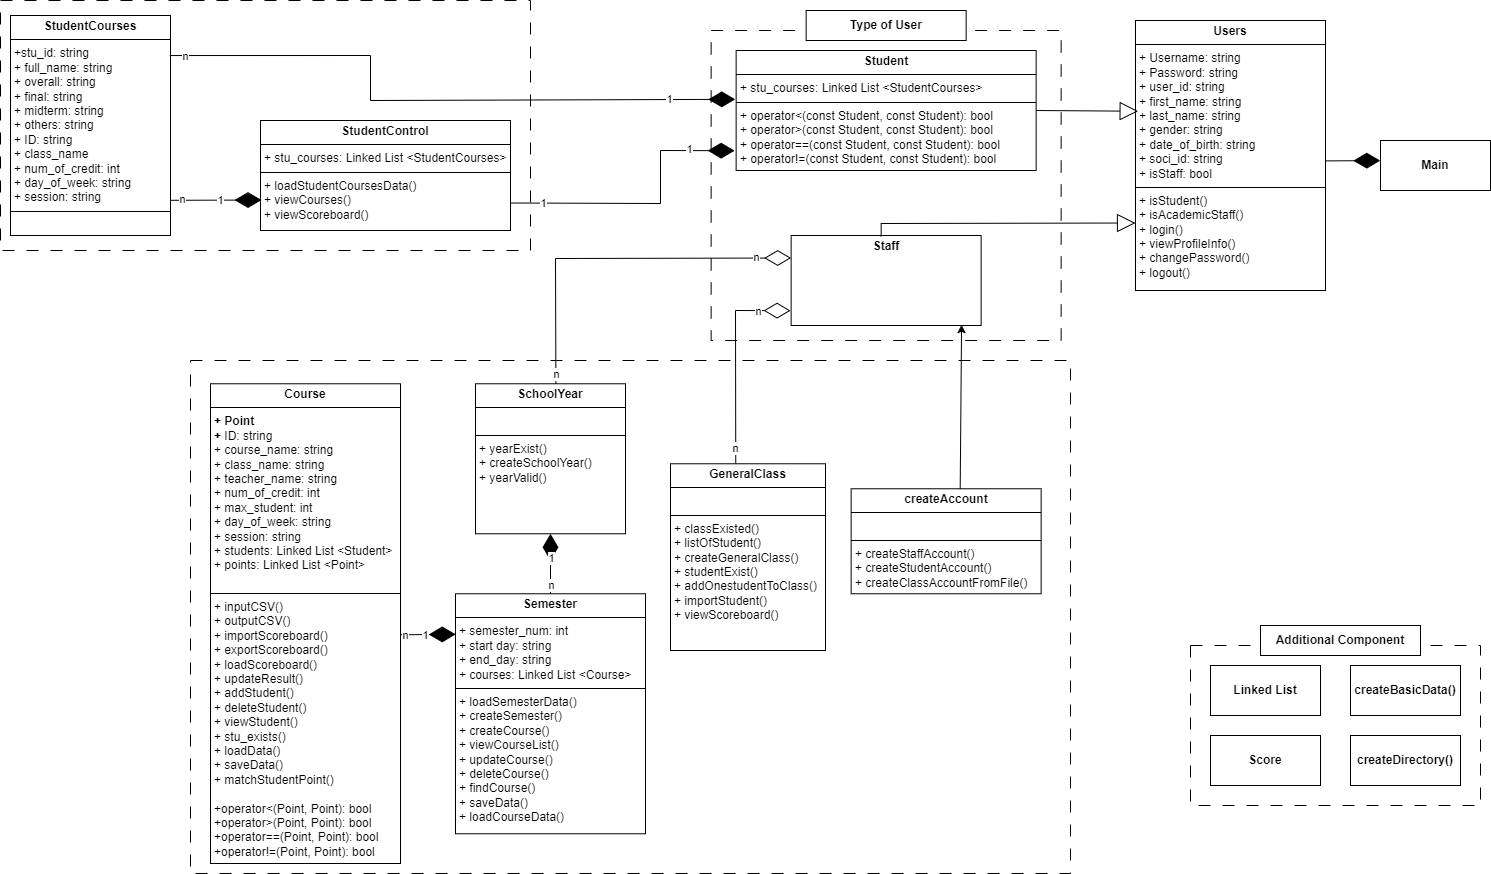 StudentCourses
+stu_id: string
+ full_name: string
+ overall: string
+ final: string
+ midterm: string
+ others: string
+ ID: string
+ class_name
+ num_of_credit: int
+ day_of_week: string
+ session: string
n
n
1
StudentControl
+ stu_courses: Linked List <StudentCourses>
+ loadStudentCoursesData()
+ viewCourses()
+ viewScoreboard()
1
1
1
Type of User
Student
+ stu_courses: Linked List <StudentCourses>
+ operator<(const Student, const Student): bool
+ operator>(const Student, const Student): bool
+ operator==(const Student, const Student): bool
+ operator!=(const Student, const Student): bool
Staff
n
n
Users
+ Username: string
+ Password: string
+ user_id: string
+ first_name: string
+ last_name: string
+ gender: string
+ date_of_birth: string
+ soci_id: string
+ isStaff: bool
+ isStudent()
+ isAcademicStaff()
+ login()
+ viewProfileInfo()
+ changePassword()
+ logout()
Main
Course
+ Point
+ ID: string
+ course_name: string
+ class_name: string
+ teacher_name: string
+ num_of_credit: int
+ max_student: int
+ day_of_week: string
+ session: string
+ students: Linked List <Student>
+ points: Linked List <Point>
+ inputCSV()
+ outputCSV()
+ importScoreboard()
+ exportScoreboard()
+ loadScoreboard()
+ updateResult()
+ addStudent()
+ deleteStudent()
+ viewStudent()
+ stu_exists()
+ loadData()
+ saveData()
+ matchStudentPoint()
+operator<(Point, Point): bool
+operator>(Point, Point): bool
+operator==(Point, Point): bool
+operator!=(Point, Point): bool
n
SchoolYear
+ yearExist()
+ createSchoolYear()
+ yearValid()
1
n
n
1
Semester
+ semester_num: int
+ start day: string
+ end_day: string
+ courses: Linked List <Course>
+ loadSemesterData()
+ createSemester()
+ createCourse()
+ viewCourseList()
+ updateCourse()
+ deleteCourse()
+ findCourse()
+ saveData()
+ loadCourseData()
n
GeneralClass
+ classExisted()
+ listOfStudent()
+ createGeneralClass()
+ studentExist()
+ addOnestudentToClass()
+ importStudent()
+ viewScoreboard()
createAccount
+ createStaffAccount()
+ createStudentAccount()
+ createClassAccountFromFile()
Additional Component
Linked List
createBasicData()
Score
createDirectory()